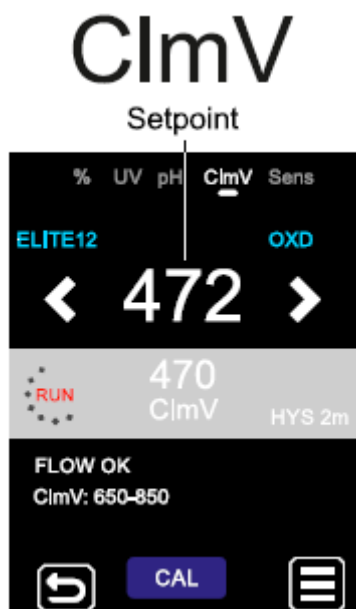 ClmV
Setpoint
% UV pH ClmV Sens
ELITE12 OXD
472
RUN 470
ClmV HYS 2m
FLOW OK
ClmV: 650-850
CAL